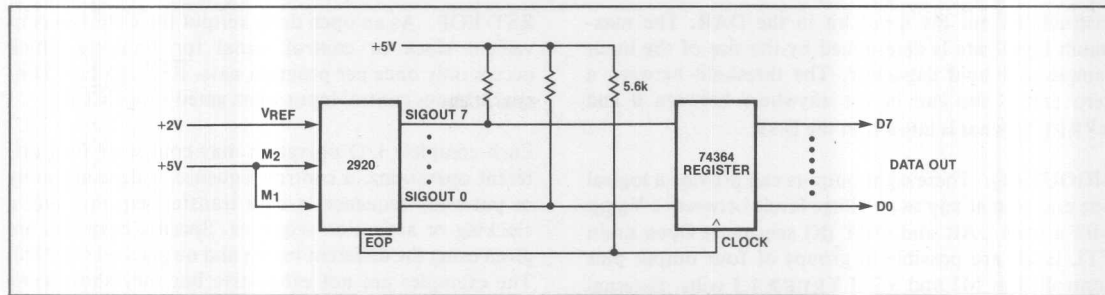 +5V
5.6k
+2V
VREF
SIGOUT 7
D7
+5V
M2
2920
74364
REGISTER
DATA OUT
M1
SIGOUT 0
D0
EOP
CLOCK